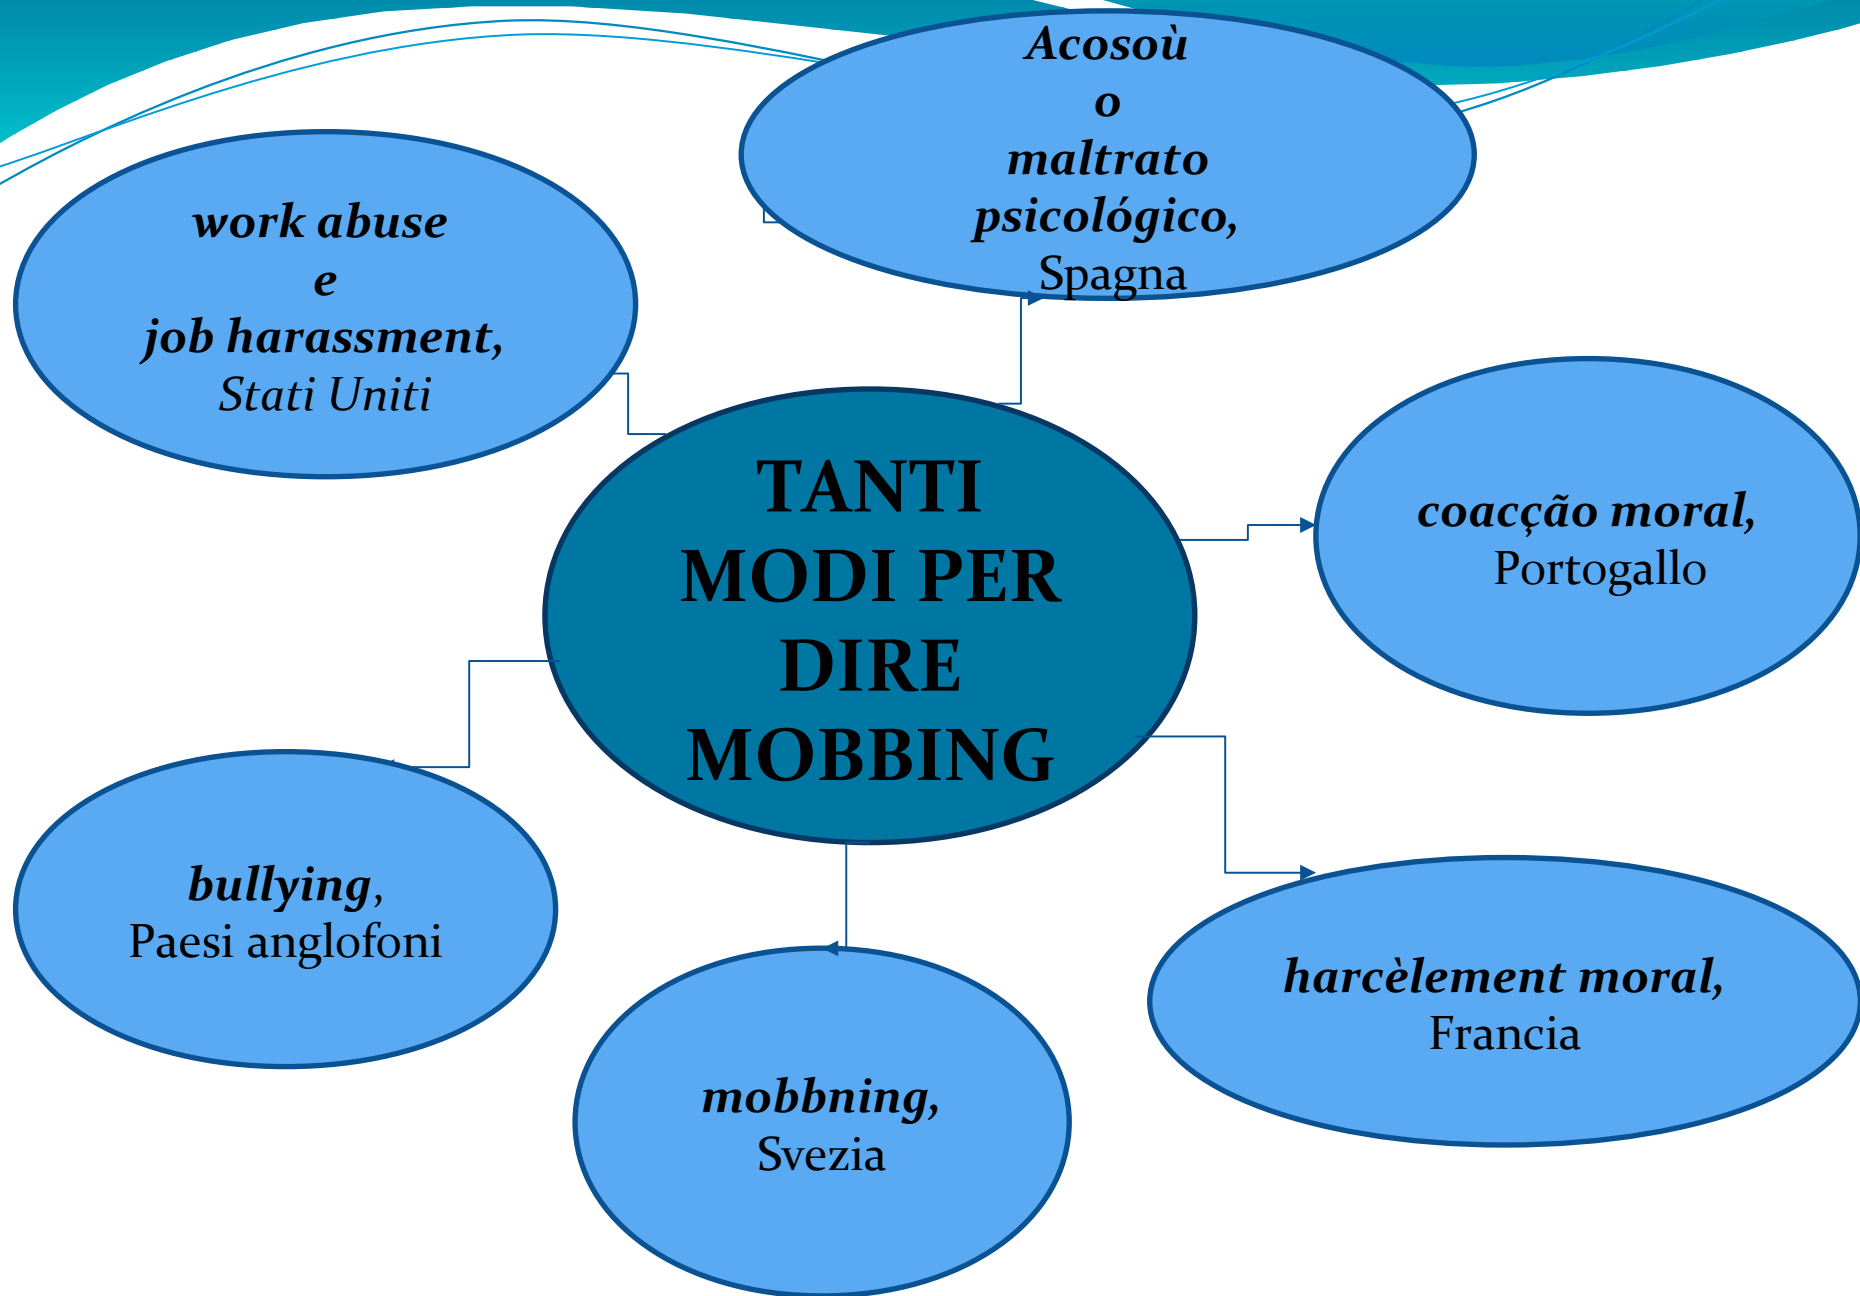 Acosoù
o
maltrato
psicológico,
Spagna
work abuse
e
job harassment,
Stati Uniti
TANTI
MODI PER
DIRE
MOBBING
coacção moral,
Portogallo
bullying,
Paesi anglofoni
harcèlement moral,
Francia
mobbning,
Svezia